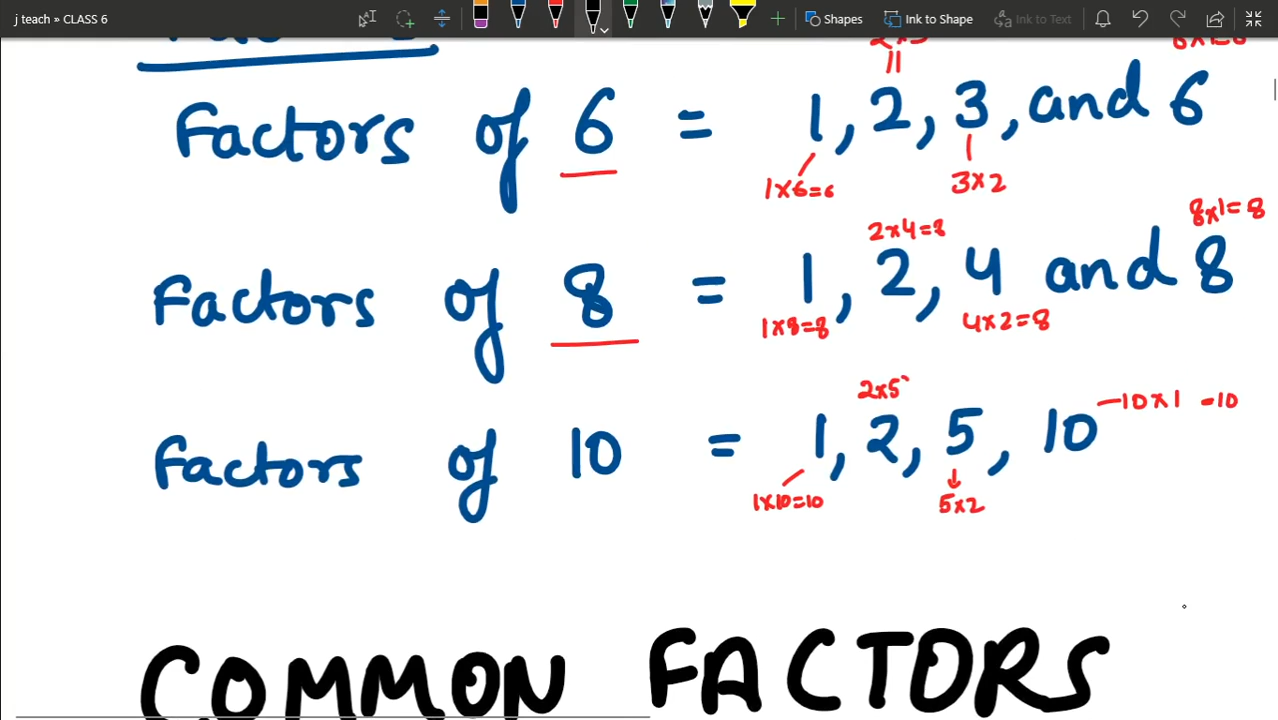 j teach » CLASS 6
Shapes
Ink to Shape
Ink to Text
Factors of 6 = 1, 2, 3, and 6
1x6=6
3x2
2x4=8
8x1=8
Factors of 8 = 1, 2, 4 and 8
1x8=8
4x2=8
2x5
10x1 =10
Factors of 10 = 1, 2, 5, 10
1x10=10
5x2
COMMON FACTORS